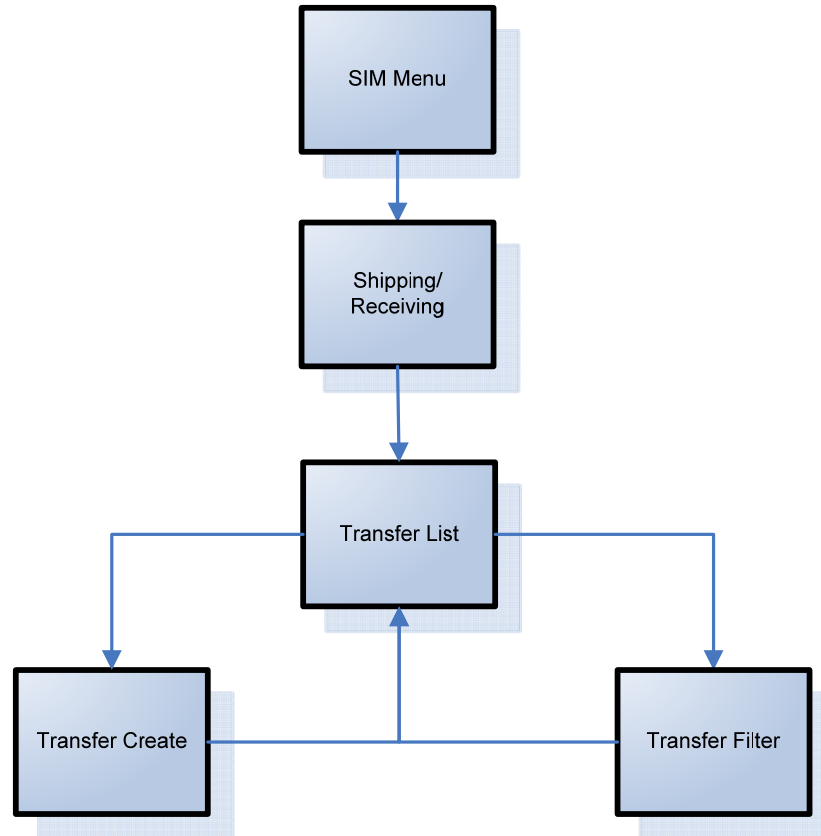 SIM Menu
Shipping/
Receiving
Transfer List
Transfer Create
Transfer Filter